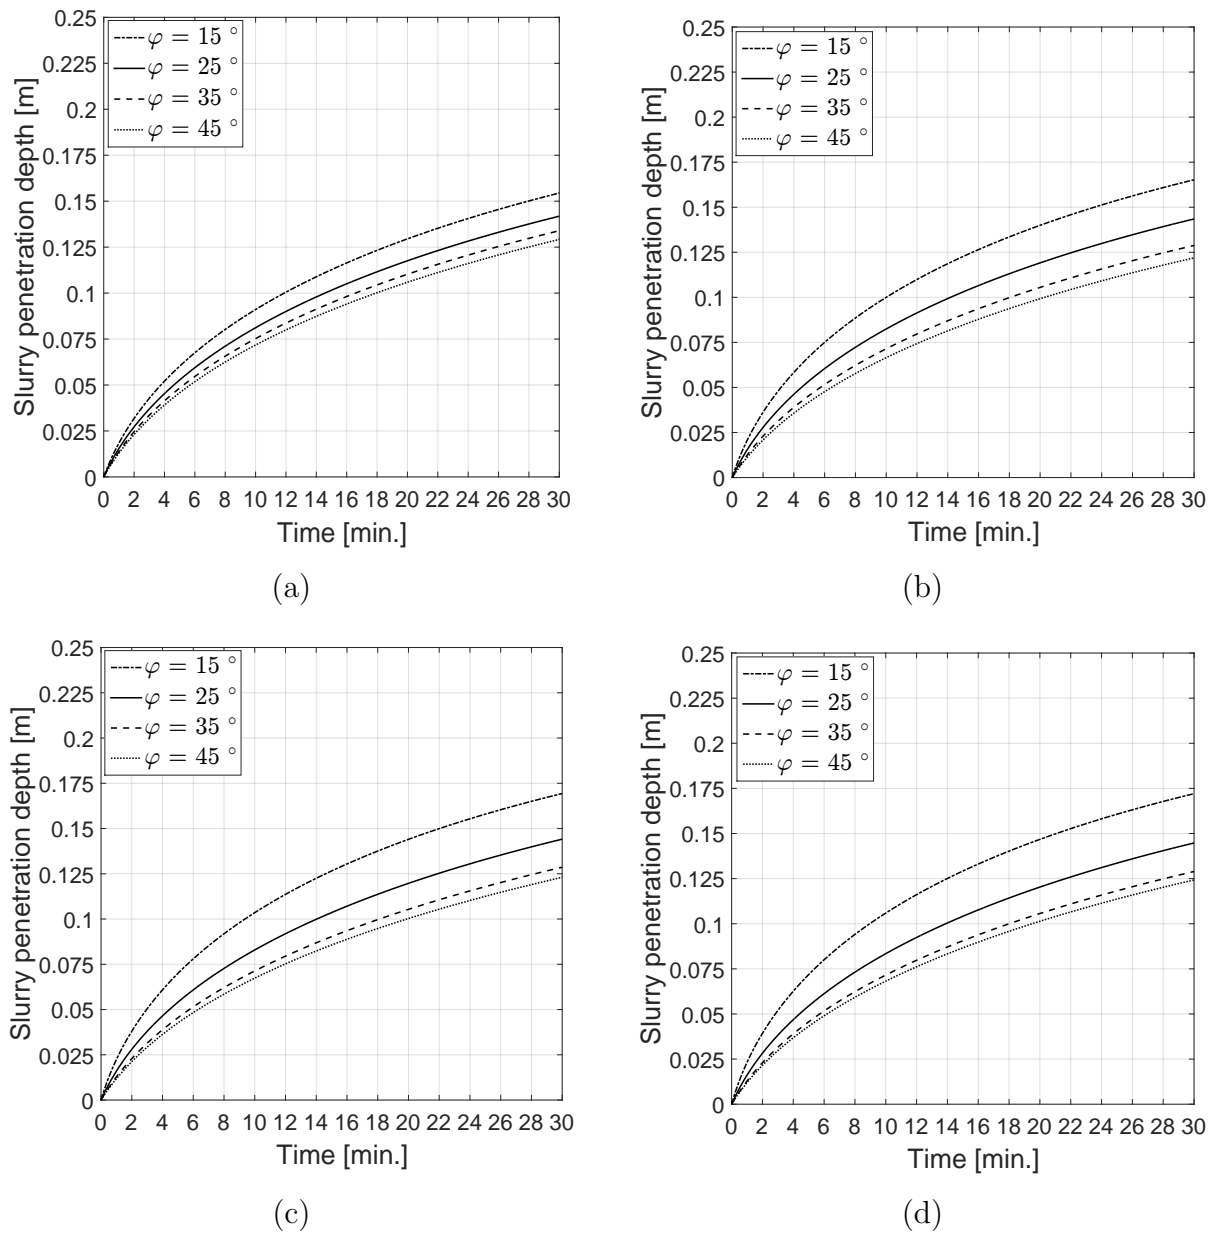 φ = 15 °
φ = 25 °
φ = 35 °
φ = 45 °
Slurry penetration depth [m]
0.25
0.225
0.2
0.175
0.15
0.125
0.1
0.075
0.05
0.025
0
0 2 4 6 8 10 12 14 16 18 20 22 24 26 28 30
Time [min.]
(a)
φ = 15 °
φ = 25 °
φ = 35 °
φ = 45 °
Slurry penetration depth [m]
0.25
0.225
0.2
0.175
0.15
0.125
0.1
0.075
0.05
0.025
0
0 2 4 6 8 10 12 14 16 18 20 22 24 26 28 30
Time [min.]
(b)
φ = 15 °
φ = 25 °
φ = 35 °
φ = 45 °
Slurry penetration depth [m]
0.25
0.225
0.2
0.175
0.15
0.125
0.1
0.075
0.05
0.025
0
0 2 4 6 8 10 12 14 16 18 20 22 24 26 28 30
Time [min.]
(c)
φ = 15 °
φ = 25 °
φ = 35 °
φ = 45 °
Slurry penetration depth [m]
0.25
0.225
0.2
0.175
0.15
0.125
0.1
0.075
0.05
0.025
0
0 2 4 6 8 10 12 14 16 18 20 22 24 26 28 30
Time [min.]
(d)